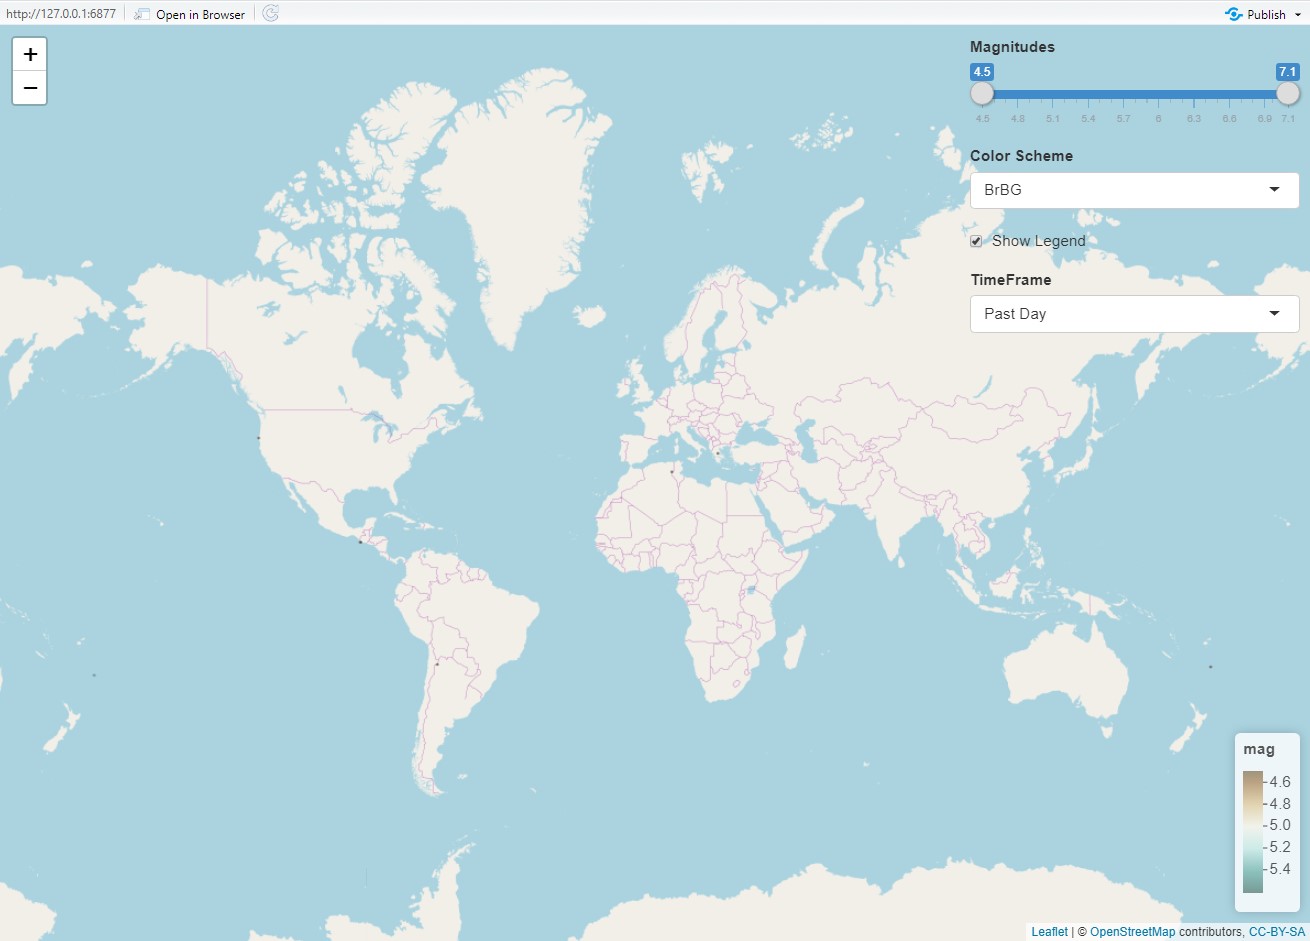 http://127.0.0.1:6877 Open in Browser Publish
+
−
Magnitudes
4.5 7.1
4.5 4.8 5.1 5.4 5.7 6 6.3 6.6 6.9 7.1
Color Scheme
BrBG
Show Legend
TimeFrame
Past Day
mag
4.6
4.8
5.0
5.2
5.4
Leaflet | © OpenStreetMap contributors, CC-BY-SA